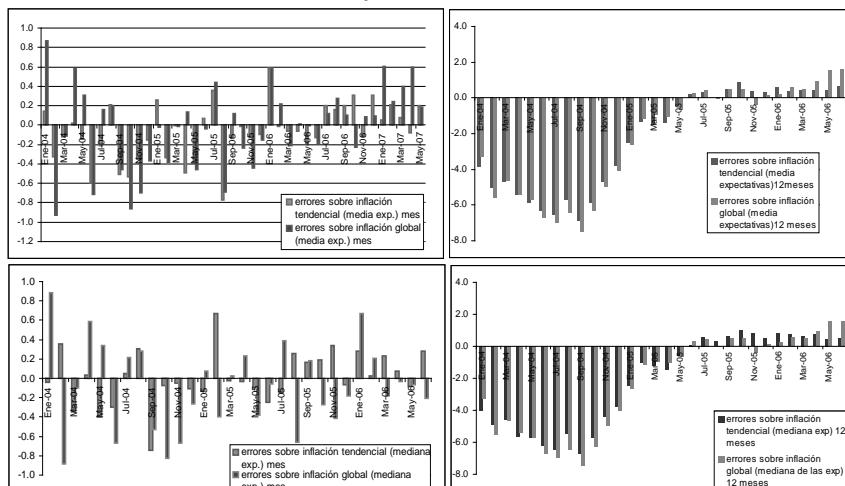 1.0
0.8
0.6
0.4
0.2
0.0
-0.2
-0.4
-0.6
-0.8
-1.0
-1.2
Ene-04
Mar-04
May-04
Jul-04
Sep-04
Nov-04
Ene-05
Mar-05
May-05
Jul-05
Sep-05
Nov-05
Ene-06
Mar-06
May-06
Jul-06
Sep-06
Nov-06
Ene-07
Mar-07
May-07
errores sobre inflación
tendencial (media exp.) mes
errores sobre inflación global
(media exp.) mes
6.0
4.0
2.0
0.0
-2.0
-4.0
-6.0
-8.0
Ene-04
Mar-04
May-04
Jul-04
Sep-04
Nov-04
Ene-05
Mar-05
May-05
Jul-05
Sep-05
Nov-05
Ene-06
Mar-06
May-06
errores sobre inflación
tendencial (media
expectativas)12meses
errores sobre inflación
global (media
expectativas)12 meses
1.0
0.8
0.6
0.4
0.2
0.0
-0.2
-0.4
-0.6
-0.8
-1.0
Ene-04
Mar-04
May-04
Jul-04
Sep-04
Nov-04
Ene-05
Mar-05
May-05
Jul-05
Sep-05
Nov-05
Ene-06
Mar-06
May-06
errores sobre inflación tendencial (mediana
exp.) mes
errores sobre inflación global (mediana
exp.) mes
4.0
2.0
0.0
-2.0
-4.0
-6.0
-8.0
Ene-04
Mar-04
May-04
Jul-04
Sep-04
Nov-04
Ene-05
Mar-05
May-05
Jul-05
Sep-05
Nov-05
Ene-06
Mar-06
May-06
errores sobre inflación
tendencial (mediana exp) 12
meses
errores sobre inflación
global (mediana de las exp)
12 meses